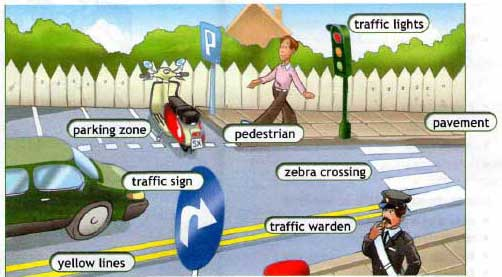 traffic lights
P
pavement
parking zone
pedestrian
zebra crossing
traffic sign
traffic warden
yellow lines